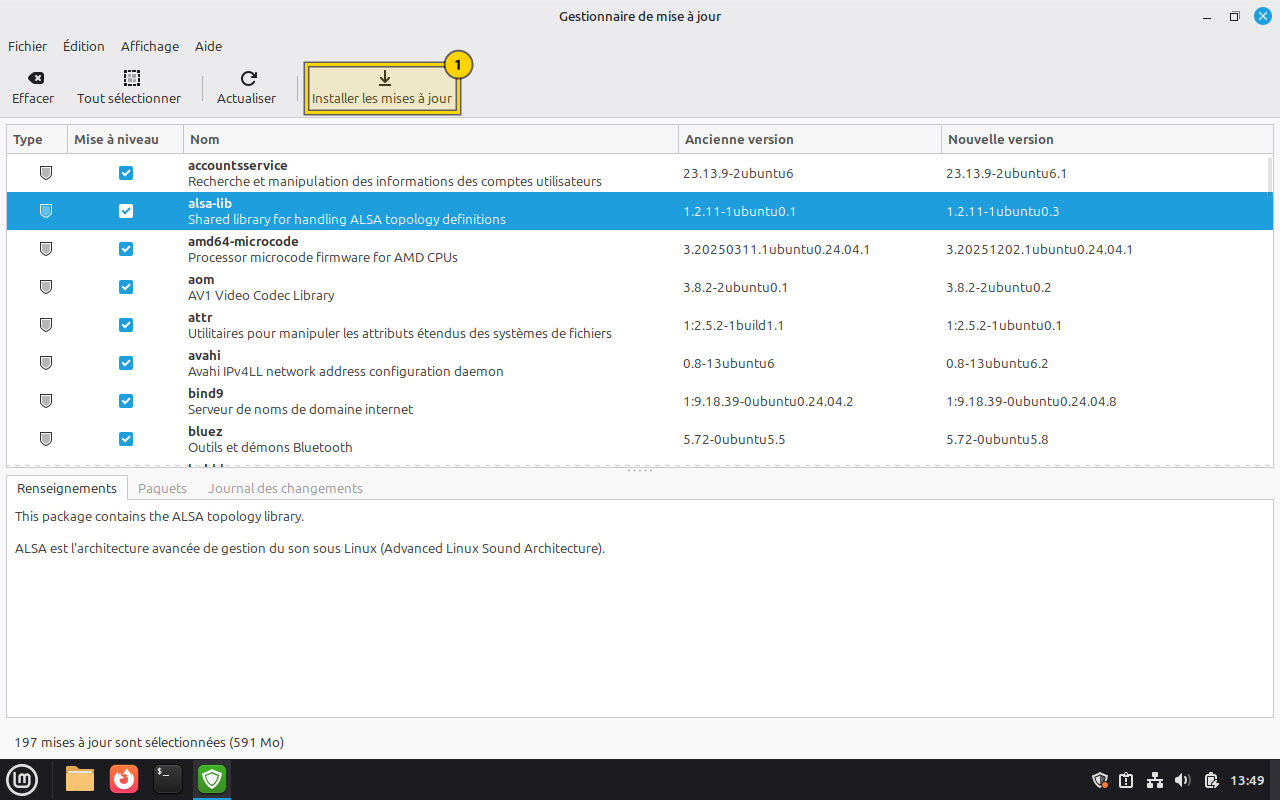 Gestionnaire de mise à jour
Fichier Édition Affichage Aide
1
Effacer Tout sélectionner Actualiser Installer les mises à jour
Type Mise à niveau Nom Ancienne version Nouvelle version
accountsservice
Recherche et manipulation des informations des comptes utilisateurs 23.13.9-2ubuntu6 23.13.9-2ubuntu6.1
alsa-lib
Shared library for handling ALSA topology definitions 1.2.11-1ubuntu0.1 1.2.11-1ubuntu0.3
amd64-microcode
Processor microcode firmware for AMD CPUs 3.20250311.1ubuntu0.24.04.1 3.20251202.1ubuntu0.24.04.1
aom
AV1 Video Codec Library 3.8.2-2ubuntu0.1 3.8.2-2ubuntu0.2
attr
Utilitaires pour manipuler les attributs étendus des systèmes de fichiers 1:2.5.2-1build1.1 1:2.5.2-1ubuntu0.1
avahi
Avahi IPv4LL network address configuration daemon 0.8-13ubuntu6 0.8-13ubuntu6.2
bind9
Serveur de noms de domaine internet 1:9.18.39-0ubuntu0.24.04.2 1:9.18.39-0ubuntu0.24.04.8
bluez
Outils et démons Bluetooth 5.72-0ubuntu5.5 5.72-0ubuntu5.8
Renseignements Paquets Journal des changements
This package contains the ALSA topology library.
ALSA est l'architecture avancée de gestion du son sous Linux (Advanced Linux Sound Architecture).
197 mises à jour sont sélectionnées (591 Mo)
13:49